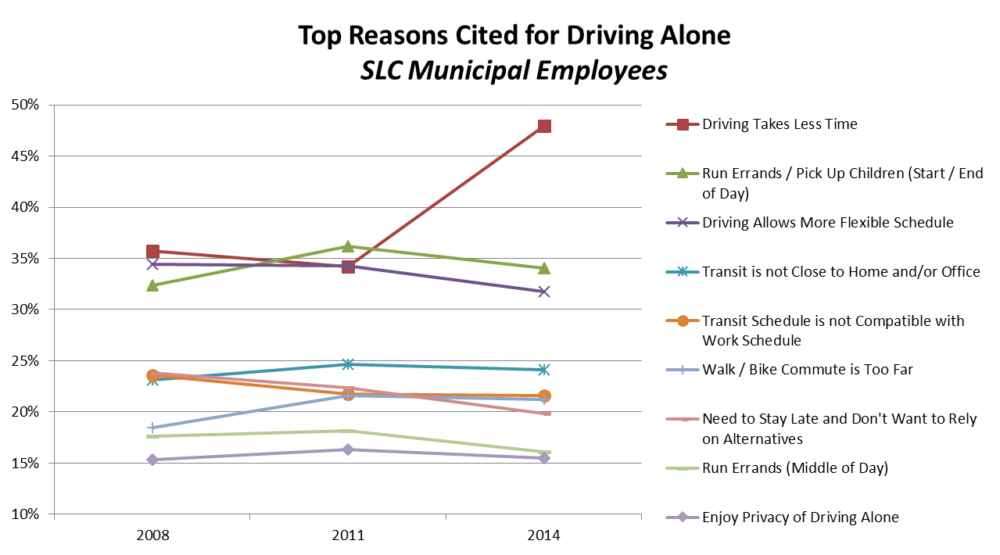 Top Reasons Cited for Driving Alone
SLC Municipal Employees
50%
45%
40%
35%
30%
25%
20%
15%
10%
2008
2011
2014
Driving Takes Less Time
Run Errands / Pick Up Children (Start / End
of Day)
Driving Allows More Flexible Schedule
Transit is not Close to Home and/or Office
Transit Schedule is not Compatible with
Work Schedule
Walk / Bike Commute is Too Far
Need to Stay Late and Don't Want to Rely
on Alternatives
Run Errands (Middle of Day)
Enjoy Privacy of Driving Alone